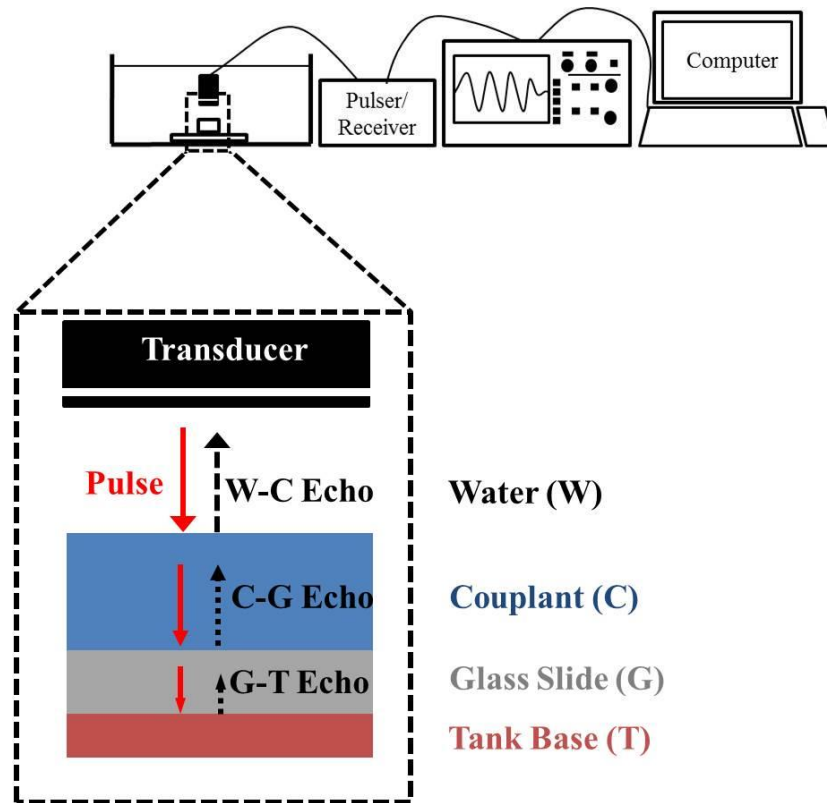 Computer
Pulser/
Receiver
Transducer
Pulse
W-C Echo
Water (W)
C-G Echo
Couplant (C)
G-T Echo
Glass Slide (G)
Tank Base (T)